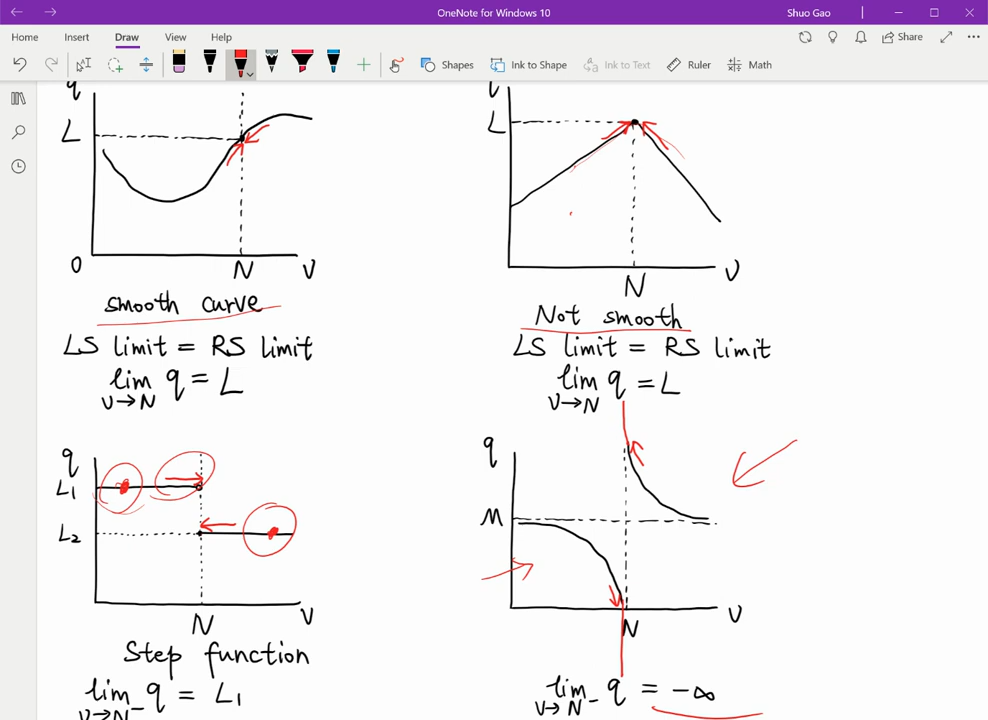 OneNote for Windows 10
Shuo Gao
Home Insert Draw View Help
Share
Shapes
Ink to Shape
Ink to Text
Ruler
Math
q
L
0
N
V
smooth curve
LS limit = RS limit
lim q = L
V→N
L
N
V
Not smooth
LS limit = RS limit
lim q = L
V→N
q
L1
L2
N
V
Step function
lim q = L1
V→N-
q
M
N
V
lim q = -∞
V→N-